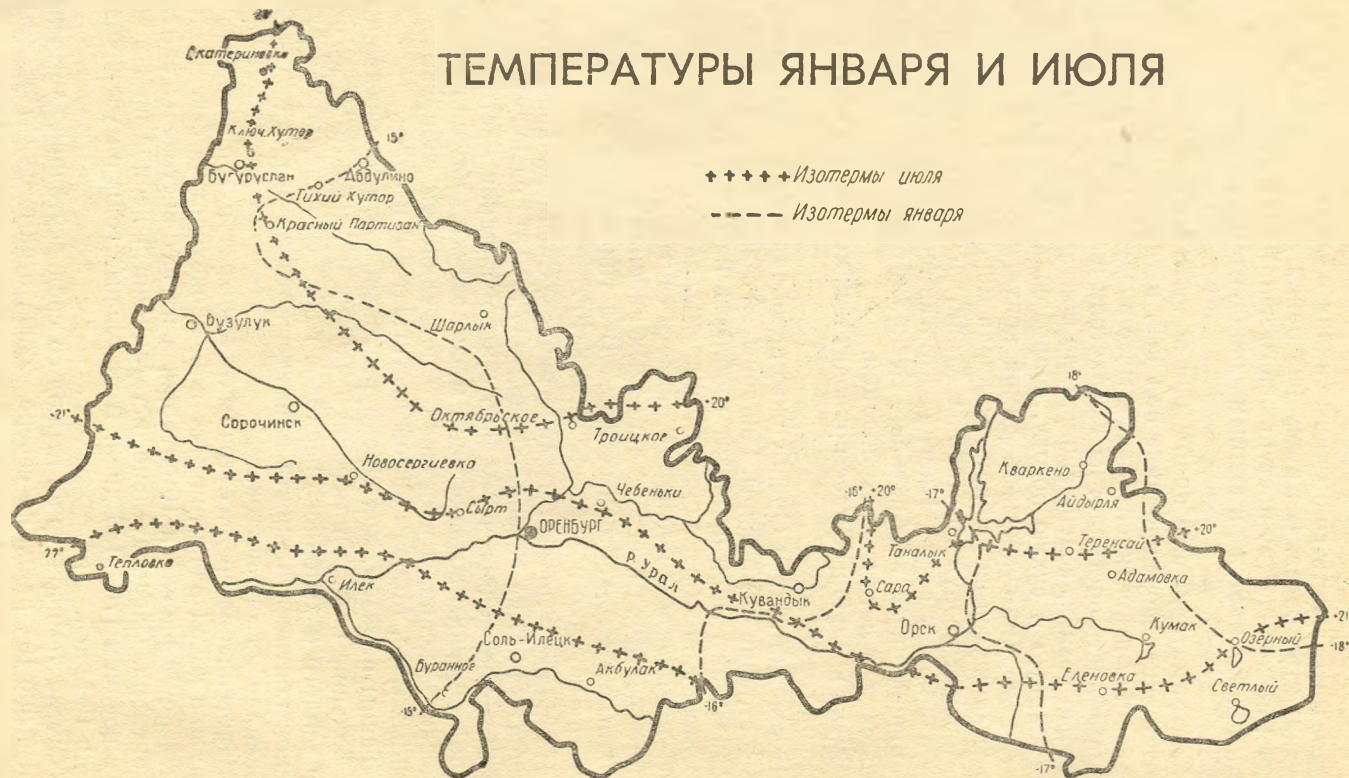 ТЕМПЕРАТУРЫ ЯНВАРЯ И ИЮЛЯ
+ + + + + Изотермы июля
Изотермы января
Ключ.Хутор
-15°
Бугуруслан
Абдулино
Тихий Хутор
Красный Партизан
Бузулук
Шарлык
+21°
Сорочинск
Октябрьское
+20°
Троицкое
Новосергиевка
Сырт
ОРЕНБУРГ
Чебеньки
Тепловка
Илек
р. Урал
Кувандык
Соль-Илецк
Акбулак
Буранное
-15°
-16°
-16°
+20°
-17°
18°
Кваркено
Айдырля
Таналык
Теренсай
+20°
Адамовка
Сара
Орск
Кумак
Озерный
+21°
-18°
Еленовка
Светлый
-17°